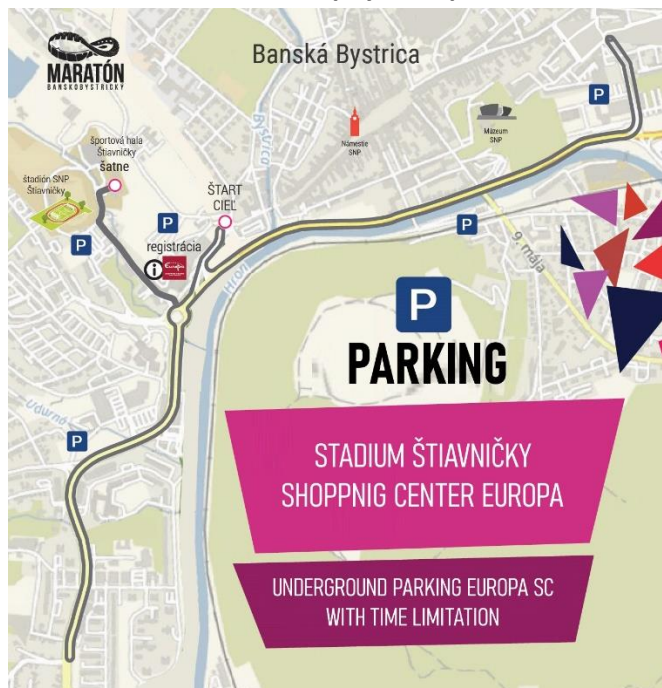 MARATÓN
BANSKOBYSTRICKÝ
Banská Bystrica
P
Bystrica
Námestie
SNP
Múzeum
SNP
športová hala
Štiavničky
šatne
štadión SNP
Štiavničky
ŠTART
CIEĽ
P
P
P
registrácia
i
Európa
Hron
9. mája
P
PARKING
Udurná
P
STADIUM ŠTIAVNIČKY
SHOPPNIG CENTER EUROPA
UNDERGROUND PARKING EUROPA SC
WITH TIME LIMITATION